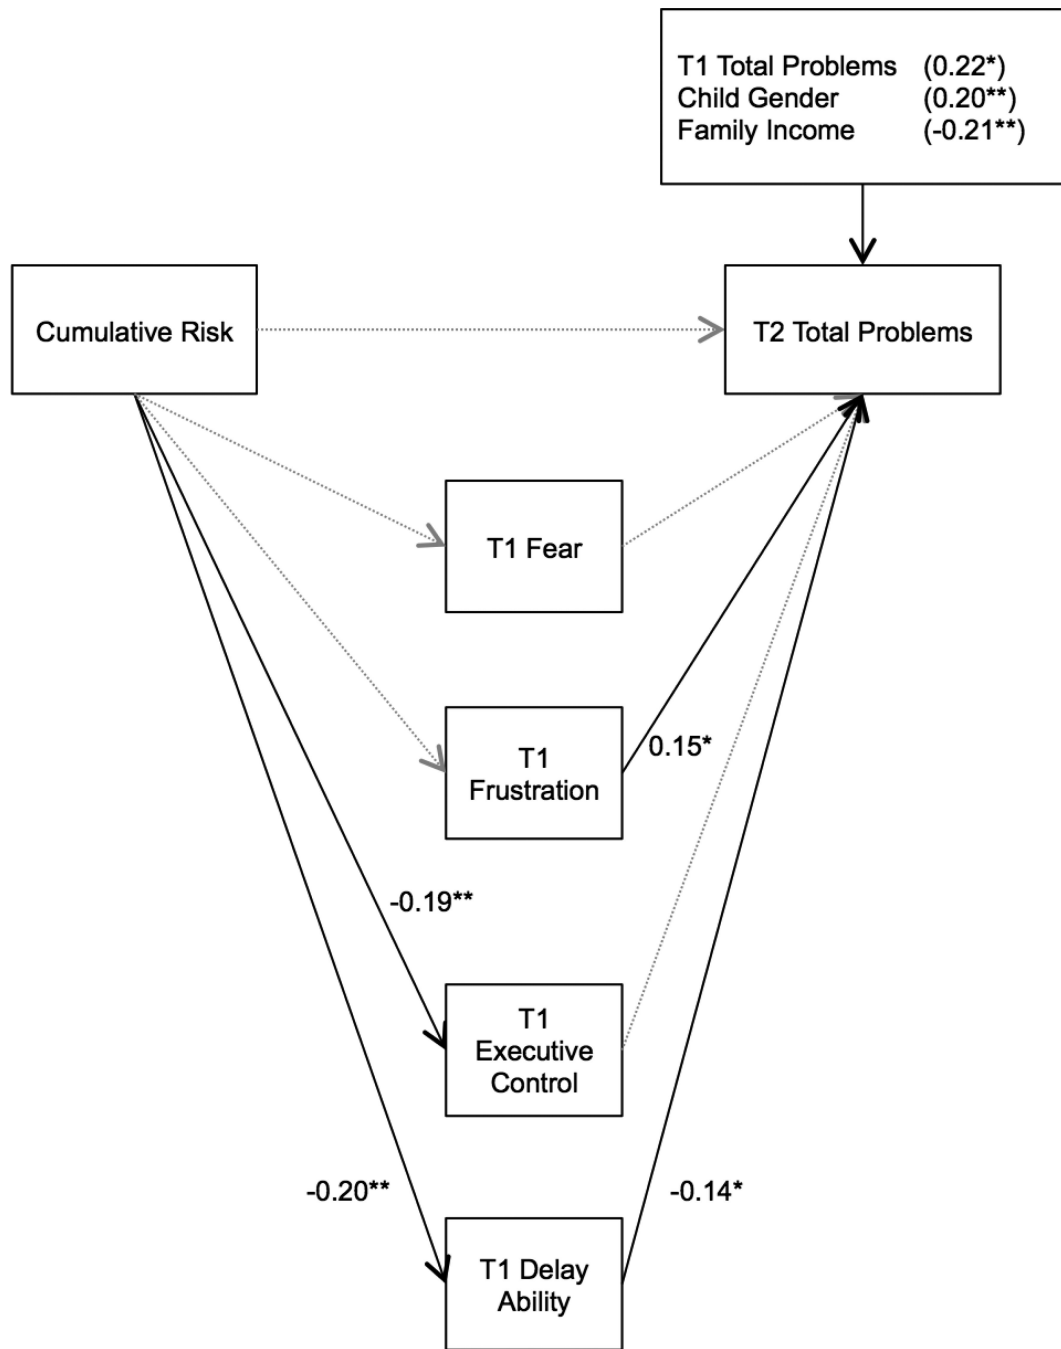 T1 Total Problems (0.22*)
Child Gender (0.20**)
Family Income (-0.21**)
Cumulative Risk
T2 Total Problems
T1 Fear
T1
Frustration
0.15*
-0.19**
T1
Executive
Control
-0.20**
-0.14*
T1 Delay
Ability